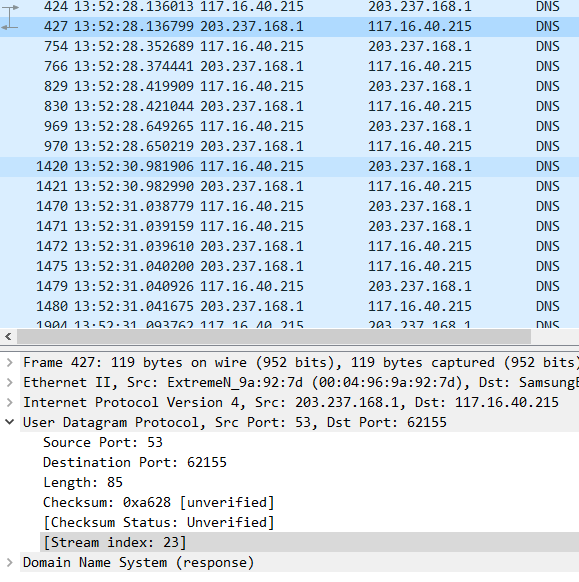 424 13:52:28.136013 117.16.40.215 203.237.168.1 DNS
427 13:52:28.136799 203.237.168.1 117.16.40.215 DNS
754 13:52:28.352689 117.16.40.215 203.237.168.1 DNS
766 13:52:28.374441 203.237.168.1 117.16.40.215 DNS
829 13:52:28.419909 117.16.40.215 203.237.168.1 DNS
830 13:52:28.421044 203.237.168.1 117.16.40.215 DNS
969 13:52:28.649265 117.16.40.215 203.237.168.1 DNS
970 13:52:28.650219 203.237.168.1 117.16.40.215 DNS
1420 13:52:30.981906 117.16.40.215 203.237.168.1 DNS
1421 13:52:30.982990 203.237.168.1 117.16.40.215 DNS
1470 13:52:31.038779 117.16.40.215 203.237.168.1 DNS
1471 13:52:31.039159 117.16.40.215 203.237.168.1 DNS
1472 13:52:31.039610 117.16.40.215 203.237.168.1 DNS
1475 13:52:31.040200 203.237.168.1 117.16.40.215 DNS
1479 13:52:31.040926 203.237.168.1 117.16.40.215 DNS
1480 13:52:31.041675 203.237.168.1 117.16.40.215 DNS
1904 13:52:31.093762 117.16.40.215 203.237.168.1 DNS
Frame 427: 119 bytes on wire (952 bits), 119 bytes captured (952 bits)
Ethernet II, Src: ExtremeN_9a:92:7d (00:04:96:9a:92:7d), Dst: SamsungE
Internet Protocol Version 4, Src: 203.237.168.1, Dst: 117.16.40.215
User Datagram Protocol, Src Port: 53, Dst Port: 62155
Source Port: 53
Destination Port: 62155
Length: 85
Checksum: 0xa628 [unverified]
[Checksum Status: Unverified]
[Stream index: 23]
Domain Name System (response)